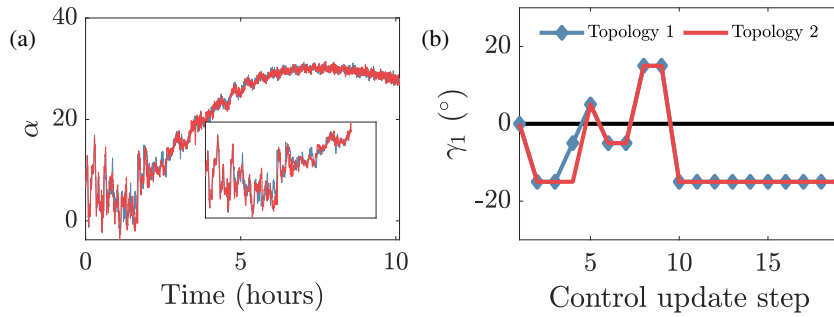 (a)
40
20
0
α
0
5
10
Time (hours)
(b)
Topology 1
Topology 2
20
0
-20
γ₁ (°)
5
10
15
Control update step